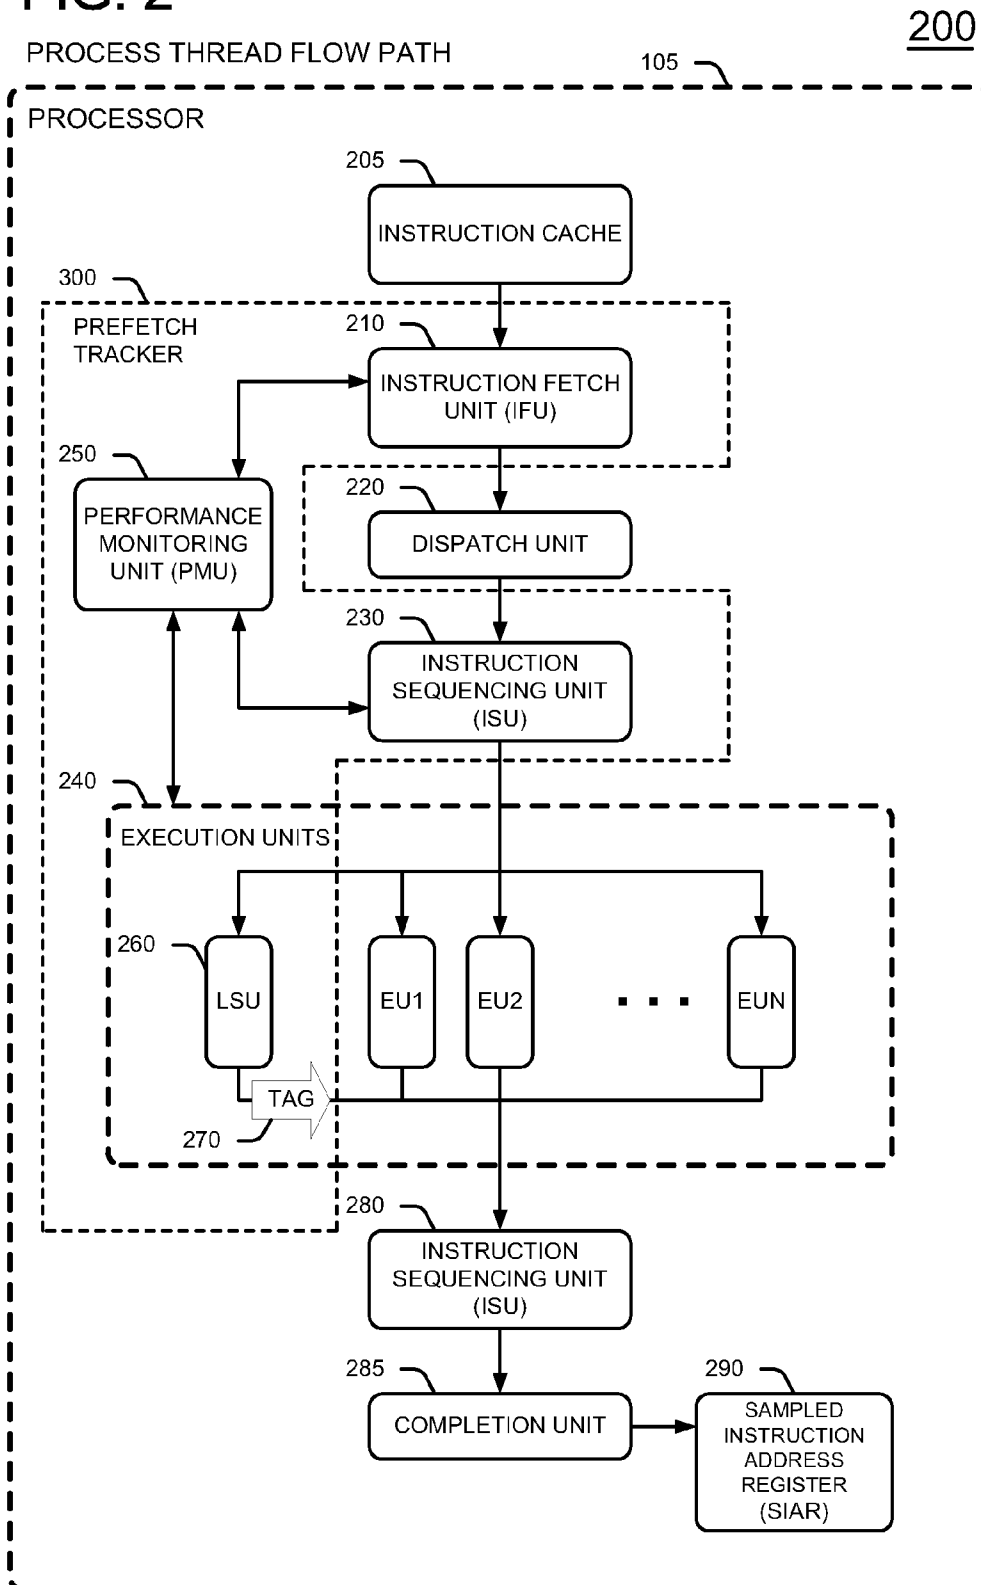 FIG. 2
200
PROCESS THREAD FLOW PATH
105
PROCESSOR
205
INSTRUCTION CACHE
300
PREFETCH
TRACKER
210
INSTRUCTION FETCH
UNIT (IFU)
250
PERFORMANCE
MONITORING
UNIT (PMU)
220
DISPATCH UNIT
230
INSTRUCTION
SEQUENCING UNIT
(ISU)
240
EXECUTION UNITS
260
LSU
EU1
EU2
EUN
TAG
270
280
INSTRUCTION
SEQUENCING UNIT
(ISU)
285
COMPLETION UNIT
290
SAMPLED
INSTRUCTION
ADDRESS
REGISTER
(SIAR)